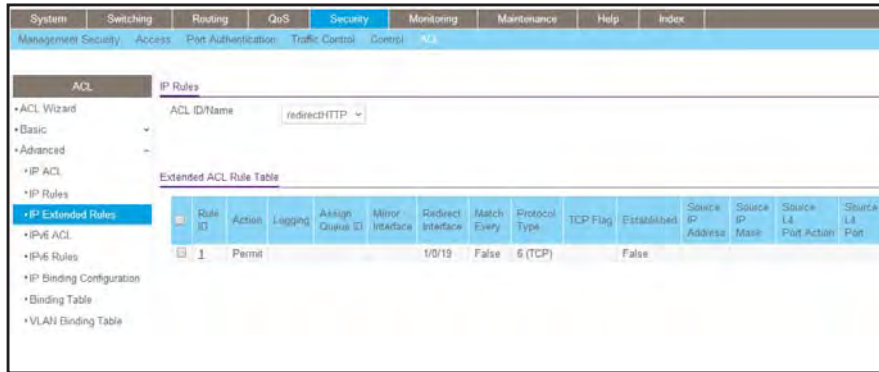 System Switching Routing QoS Security Monitoring Maintenance Help Index
Management Security Access Port Authentication Traffic Control Control ACL
ACL
• ACL Wizard
• Basic
• Advanced
• IP ACL
• IP Rules
• IP Extended Rules
• IPv6 ACL
• IPv6 Rules
• IP Binding Configuration
• Binding Table
• VLAN Binding Table
IP Rules
ACL ID/Name redirectHTTP
Extended ACL Rule Table
Rule ID Action Logging Assign Queue ID Mirror Interface Redirect Interface Match Every Protocol Type TCP Flag Established Source IP Address Source IP Mask Source L4 Port Action Source L4 Port
1 Permit 1/0/19 False 6 (TCP) False